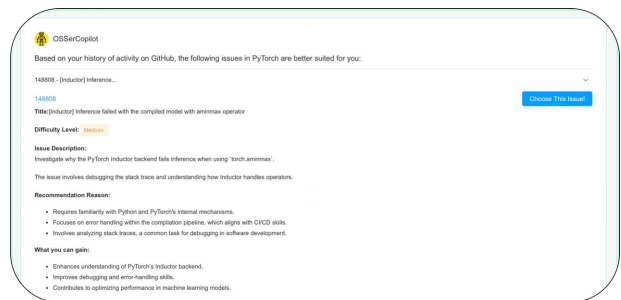 OSSerCopilot
Based on your history of activity on GitHub, the following issues in PyTorch are better suited for you:
148808 - [Inductor] Inference...
148808
Choose This Issue!
Title:[Inductor] Inference failed with the compiled model with aminmax operator
Difficulty Level: Medium
Issue Description:
Investigate why the PyTorch Inductor backend fails inference when using `torch.aminmax`.
The issue involves debugging the stack trace and understanding how Inductor handles operators.
Recommendation Reason:
• Requires familiarity with Python and PyTorch's internal mechanisms.
• Focuses on error handling within the compilation pipeline, which aligns with CI/CD skills.
• Involves analyzing stack traces, a common task for debugging in software development.
What you can gain:
• Enhances understanding of PyTorch's Inductor backend.
• Improves debugging and error-handling skills.
• Contributes to optimizing performance in machine learning models.